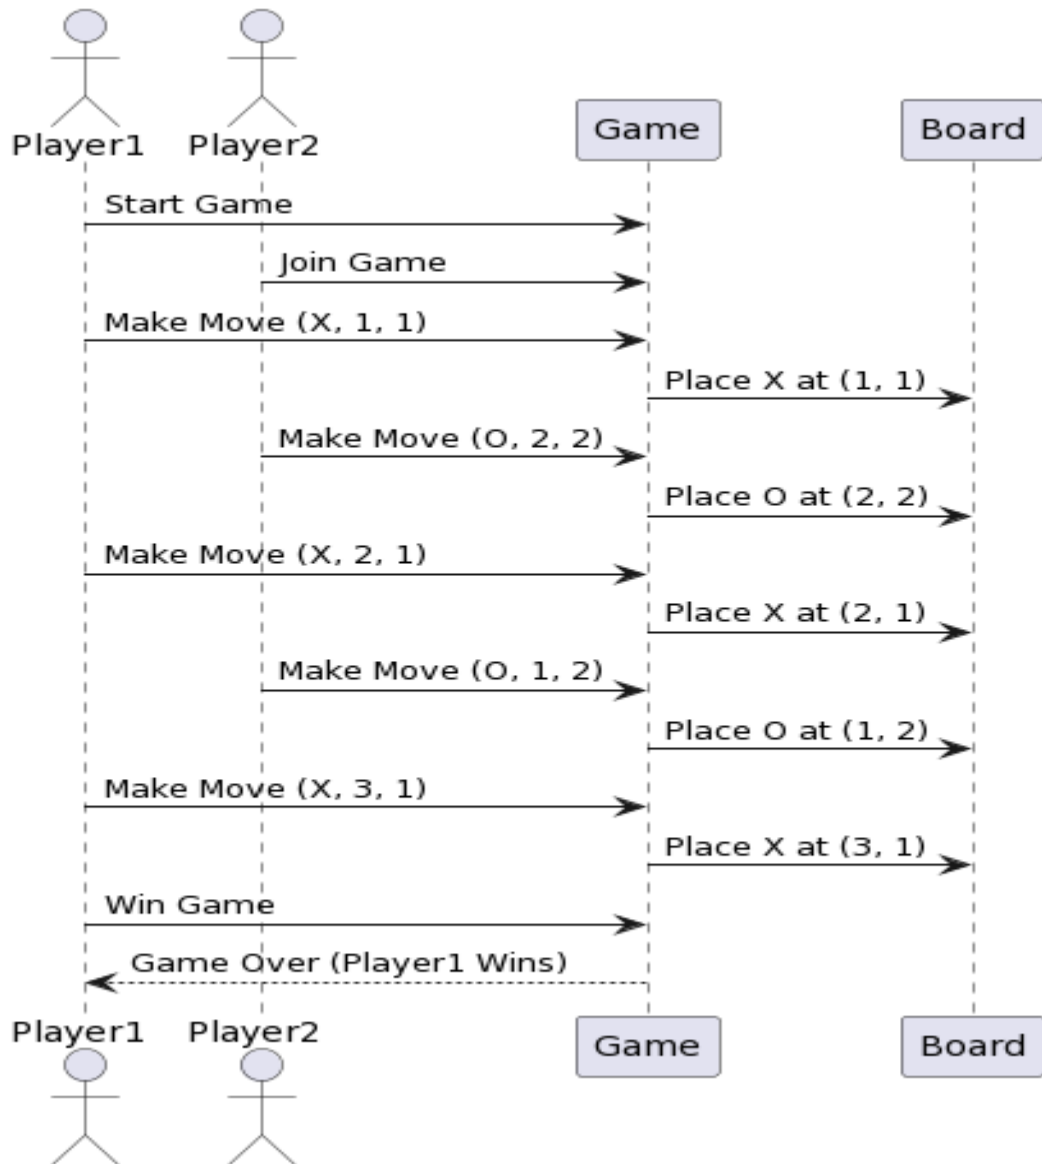 Player1 Player2 Game Board
Start Game
Join Game
Make Move (X, 1, 1)
Place X at (1, 1)
Make Move (O, 2, 2)
Place O at (2, 2)
Make Move (X, 2, 1)
Place X at (2, 1)
Make Move (O, 1, 2)
Place O at (1, 2)
Make Move (X, 3, 1)
Place X at (3, 1)
Win Game
Game Over (Player1 Wins)
Player1 Player2 Game Board